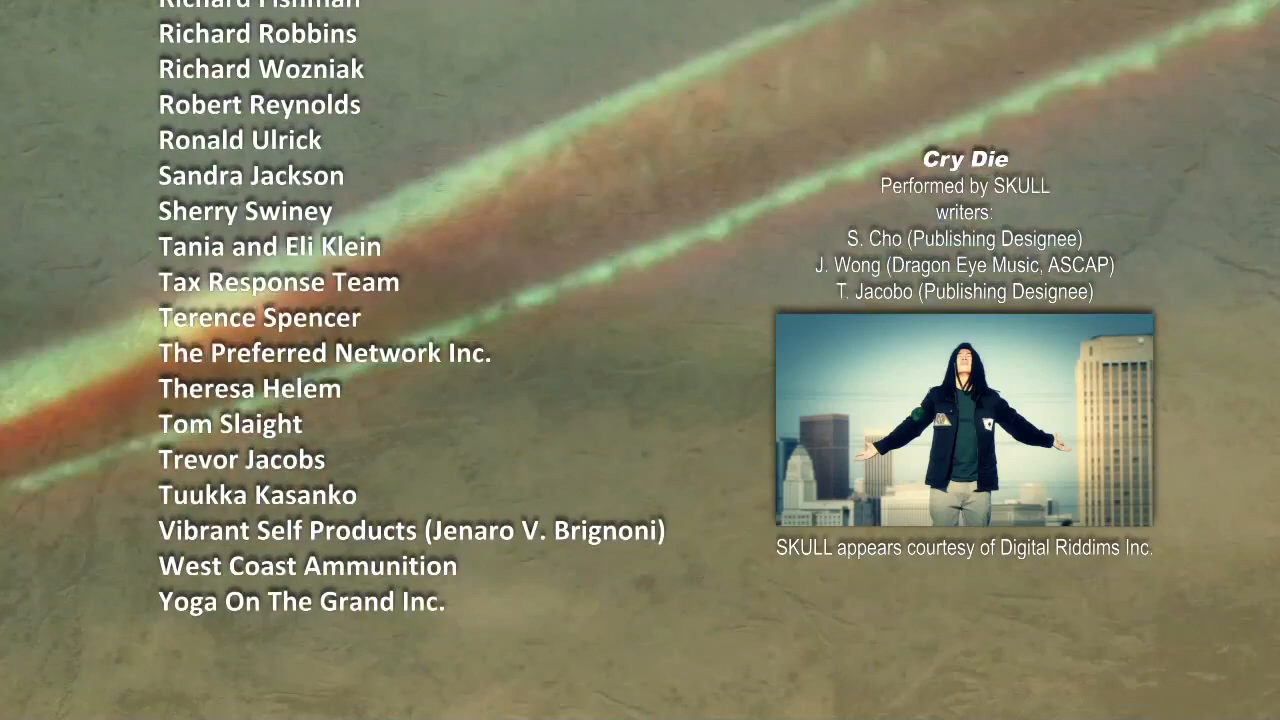 Richard Fishman
Richard Robbins
Richard Wozniak
Robert Reynolds
Ronald Ulrick
Sandra Jackson
Sherry Swiney
Tania and Eli Klein
Tax Response Team
Terence Spencer
The Preferred Network Inc.
Theresa Helem
Tom Slaight
Trevor Jacobs
Tuukka Kasanko
Vibrant Self Products (Jenaro V. Brignoni)
West Coast Ammunition
Yoga On The Grand Inc.
Cry Die
Performed by SKULL
writers:
S. Cho (Publishing Designee)
J. Wong (Dragon Eye Music, ASCAP)
T. Jacobo (Publishing Designee)
SKULL appears courtesy of Digital Riddims Inc.